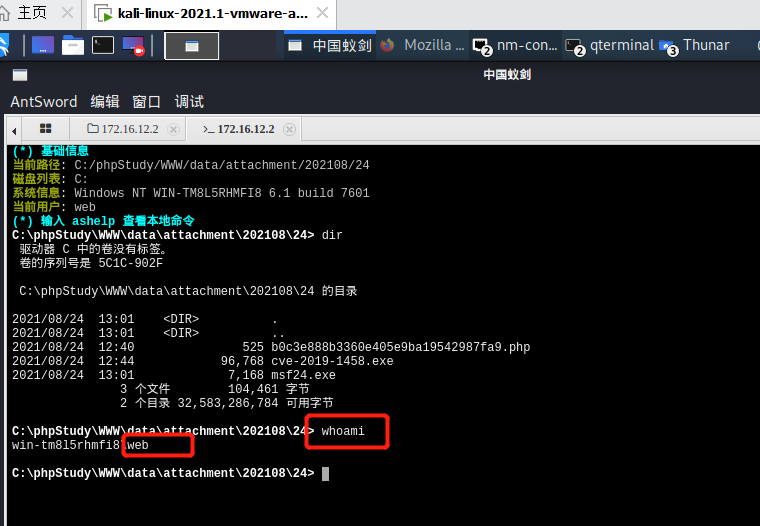 主页
kali-linux-2021.1-vmware-a...
中国蚁剑
Mozilla ...
2
nm-con...
2
qterminal
3
Thunar
中国蚁剑
AntSword 编辑 窗口 调试
172.16.12.2
172.16.12.2
(*) 基础信息
当前路径: C:/phpStudy/WWW/data/attachment/202108/24
磁盘列表: C:
系统信息: Windows NT WIN-TM8L5RHMFI8 6.1 build 7601
当前用户: web
(*) 输入 ashelp 查看本地命令
C:\phpStudy\WWW\data\attachment\202108\24> dir
驱动器 C 中的卷没有标签。
卷的序列号是 5C1C-902F
C:\phpStudy\WWW\data\attachment\202108\24 的目录
2021/08/24 13:01 <DIR> .
2021/08/24 13:01 <DIR> ..
2021/08/24 12:40 525 b0c3e888b3360e405e9ba19542987fa9.php
2021/08/24 12:44 96,768 cve-2019-1458.exe
2021/08/24 13:01 7,168 msf24.exe
3 个文件 104,461 字节
2 个目录 32,583,286,784 可用字节
C:\phpStudy\WWW\data\attachment\202108\24> whoami
win-tm8l5rhmfi8\web
C:\phpStudy\WWW\data\attachment\202108\24>